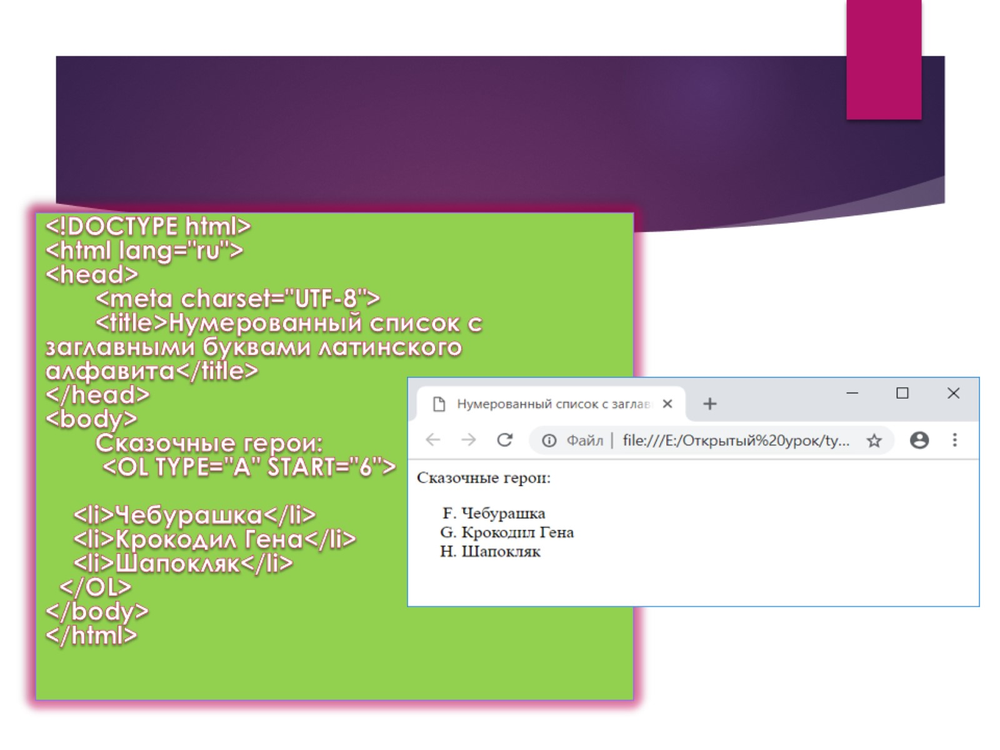 <!DOCTYPE html>
<html lang="ru">
<head>
<meta charset="UTF-8">
<title>Нумерованный список с
заглавными буквами латинского
алфавита</title>
</head>
<body>
Сказочные герои:
<OL TYPE="A" START="6">
<li>Чебурашка</li>
<li>Крокодил Гена</li>
<li>Шапокляк</li>
</OL>
</body>
</html>
Нумерованный список с заглав
Файл | file:///E:/Открытый%20урок/ty...
Сказочные герои:
F. Чебурашка
G. Крокодил Гена
H. Шапокляк